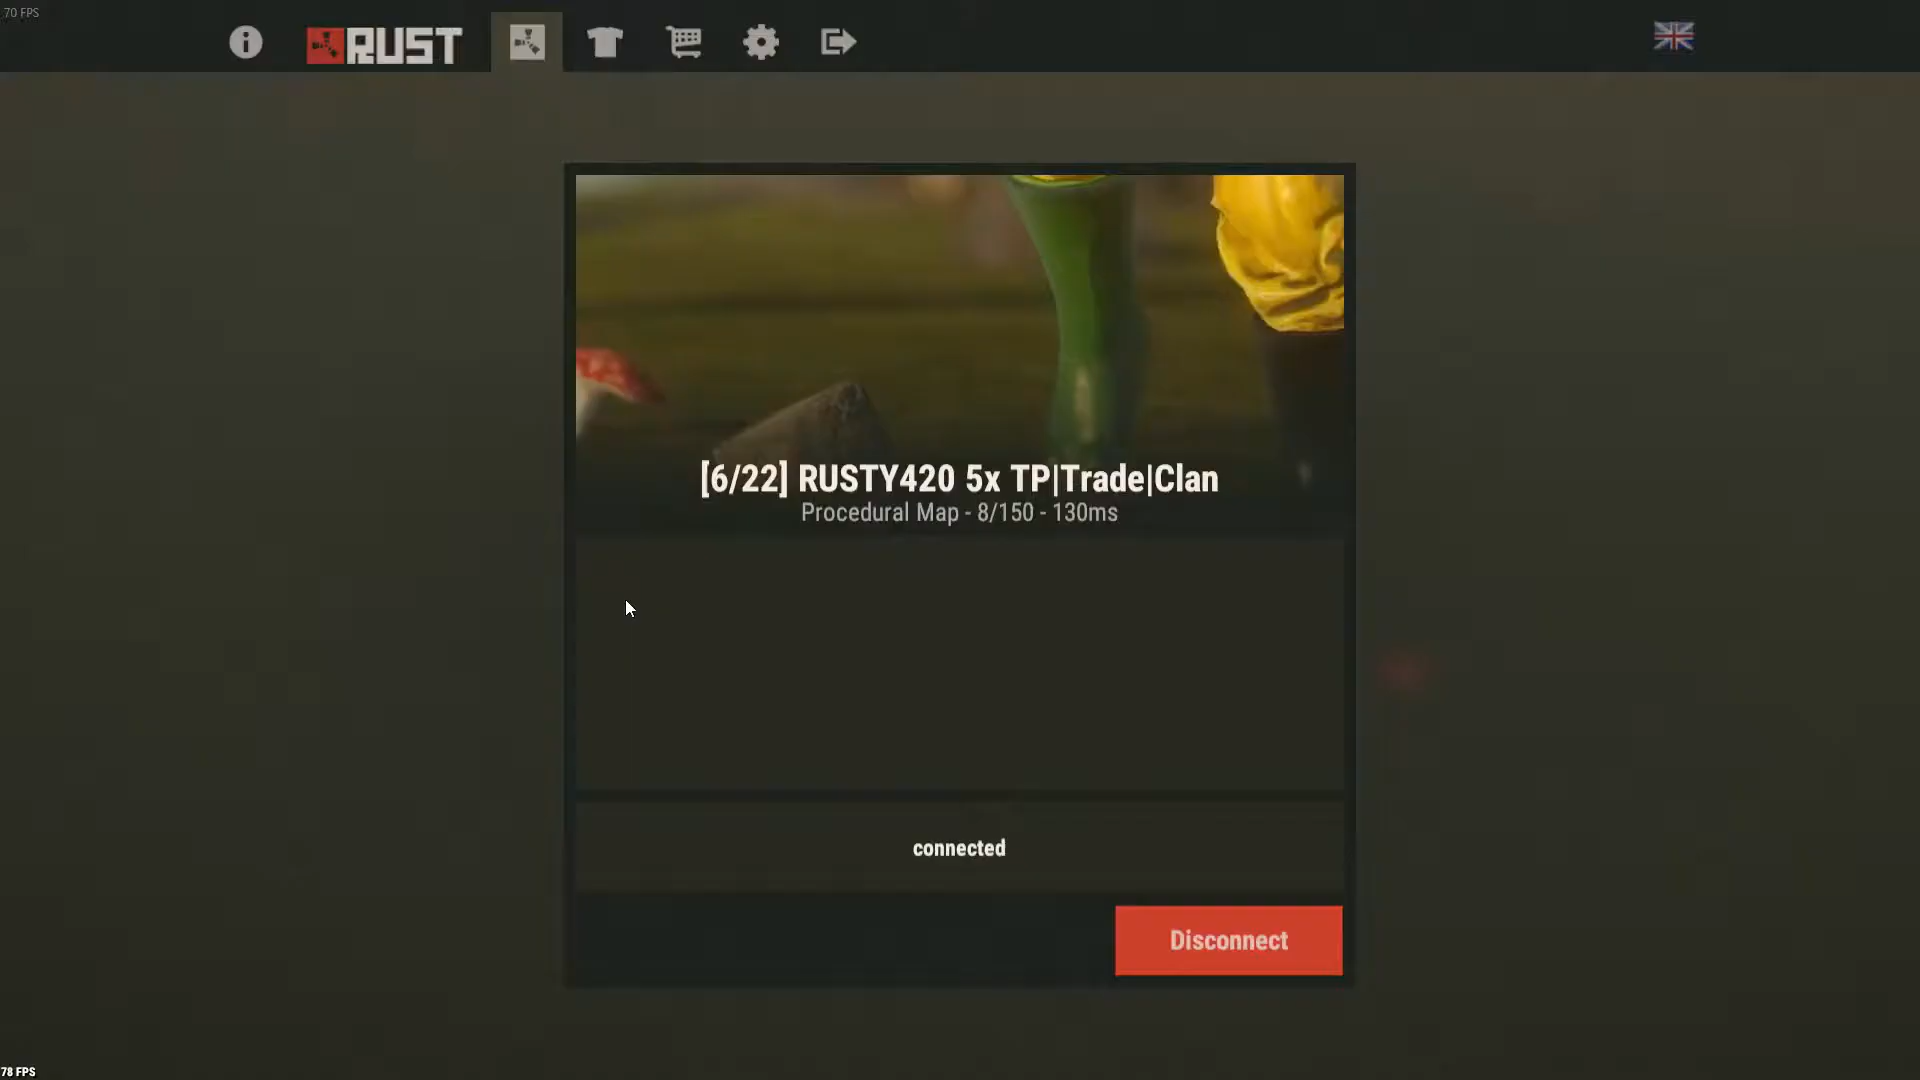 70 FPS
RUST
[6/22] RUSTY420 5x TP|Trade|Clan
Procedural Map - 8/150 - 130ms
connected
Disconnect
78 FPS